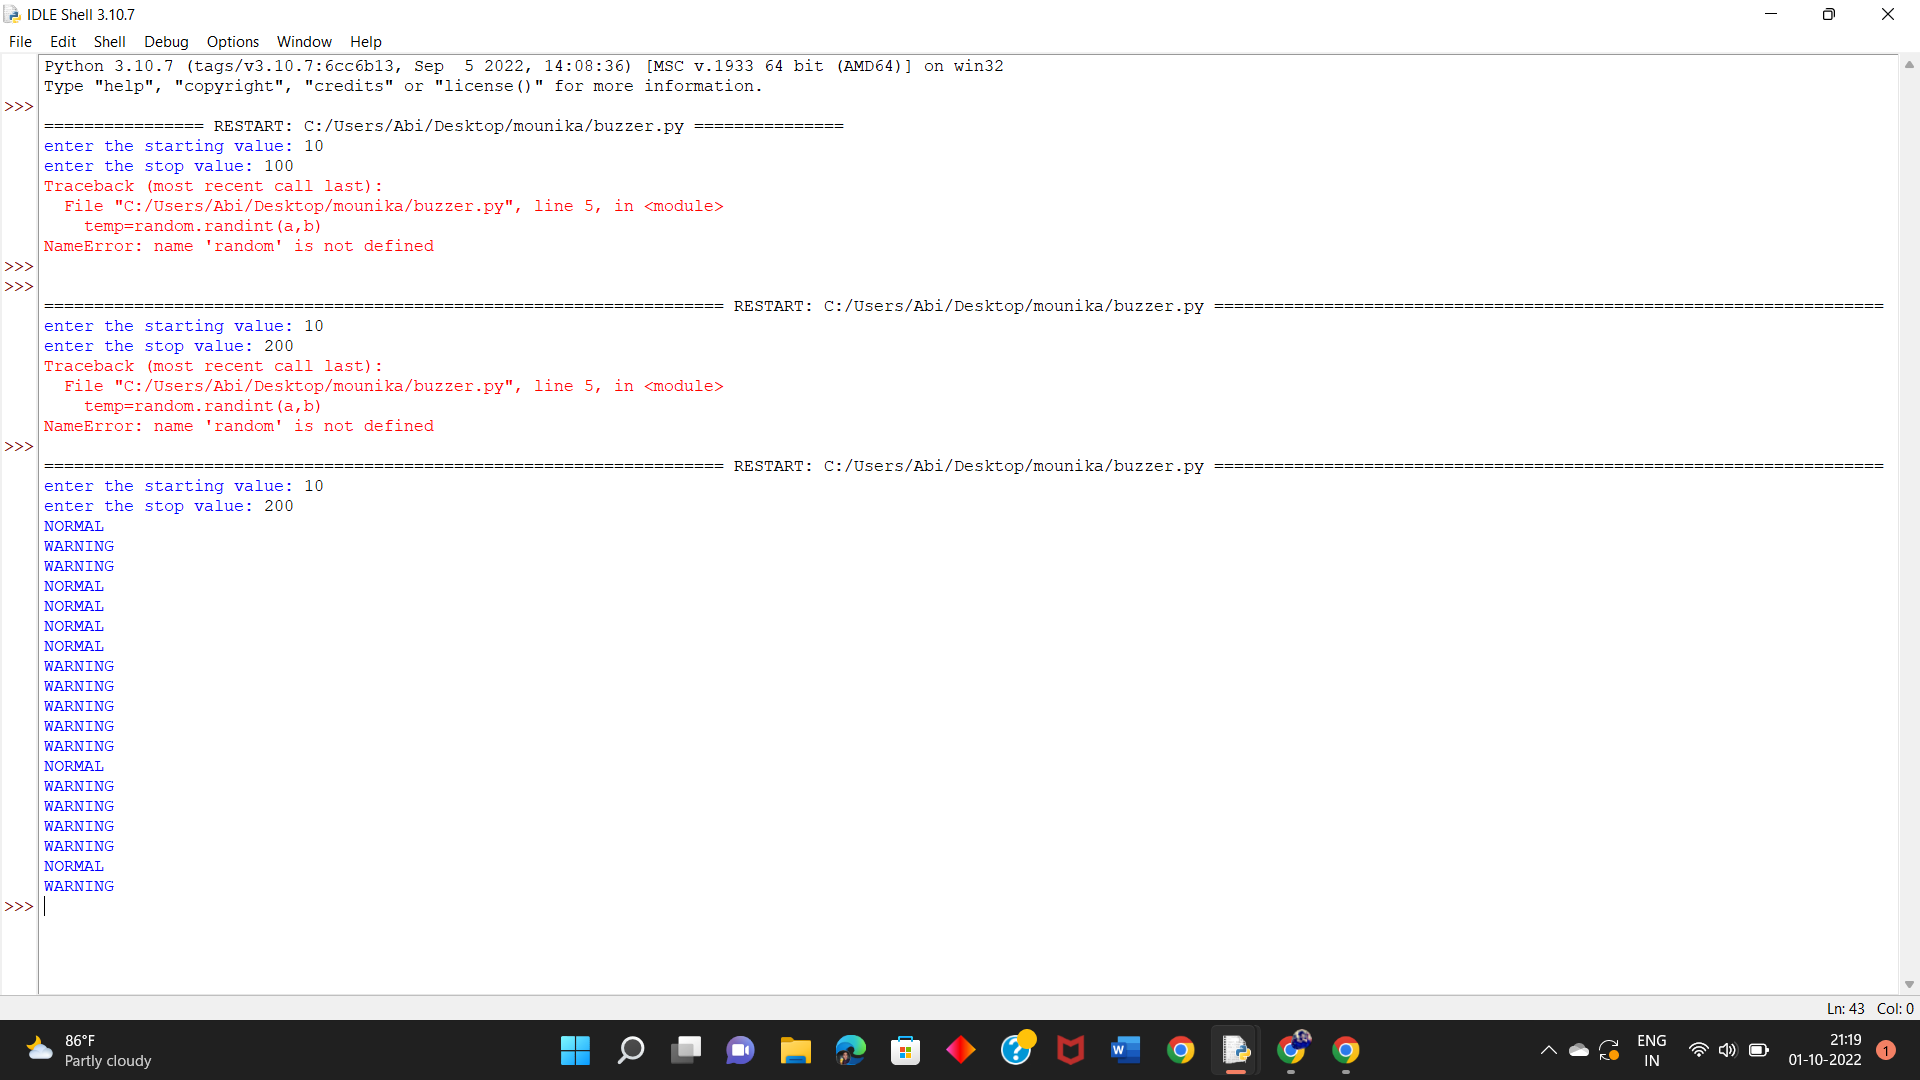 IDLE Shell 3.10.7
File Edit Shell Debug Options Window Help
Python 3.10.7 (tags/v3.10.7:6cc6b13, Sep  5 2022, 14:08:36) [MSC v.1933 64 bit (AMD64)] on win32
Type "help", "copyright", "credits" or "license()" for more information.
>>>
================ RESTART: C:/Users/Abi/Desktop/mounika/buzzer.py ===============
enter the starting value: 10
enter the stop value: 100
Traceback (most recent call last):
  File "C:/Users/Abi/Desktop/mounika/buzzer.py", line 5, in <module>
    temp=random.randint(a,b)
NameError: name 'random' is not defined
>>>
>>>
==================================================================== RESTART: C:/Users/Abi/Desktop/mounika/buzzer.py ===================================================================
enter the starting value: 10
enter the stop value: 200
Traceback (most recent call last):
  File "C:/Users/Abi/Desktop/mounika/buzzer.py", line 5, in <module>
    temp=random.randint(a,b)
NameError: name 'random' is not defined
>>>
==================================================================== RESTART: C:/Users/Abi/Desktop/mounika/buzzer.py ===================================================================
enter the starting value: 10
enter the stop value: 200
NORMAL
WARNING
WARNING
NORMAL
NORMAL
NORMAL
NORMAL
WARNING
WARNING
WARNING
WARNING
WARNING
NORMAL
WARNING
WARNING
WARNING
WARNING
NORMAL
WARNING
>>>
Ln: 43 Col: 0
86°F
Partly cloudy
ENG
IN
21:19
01-10-2022
1